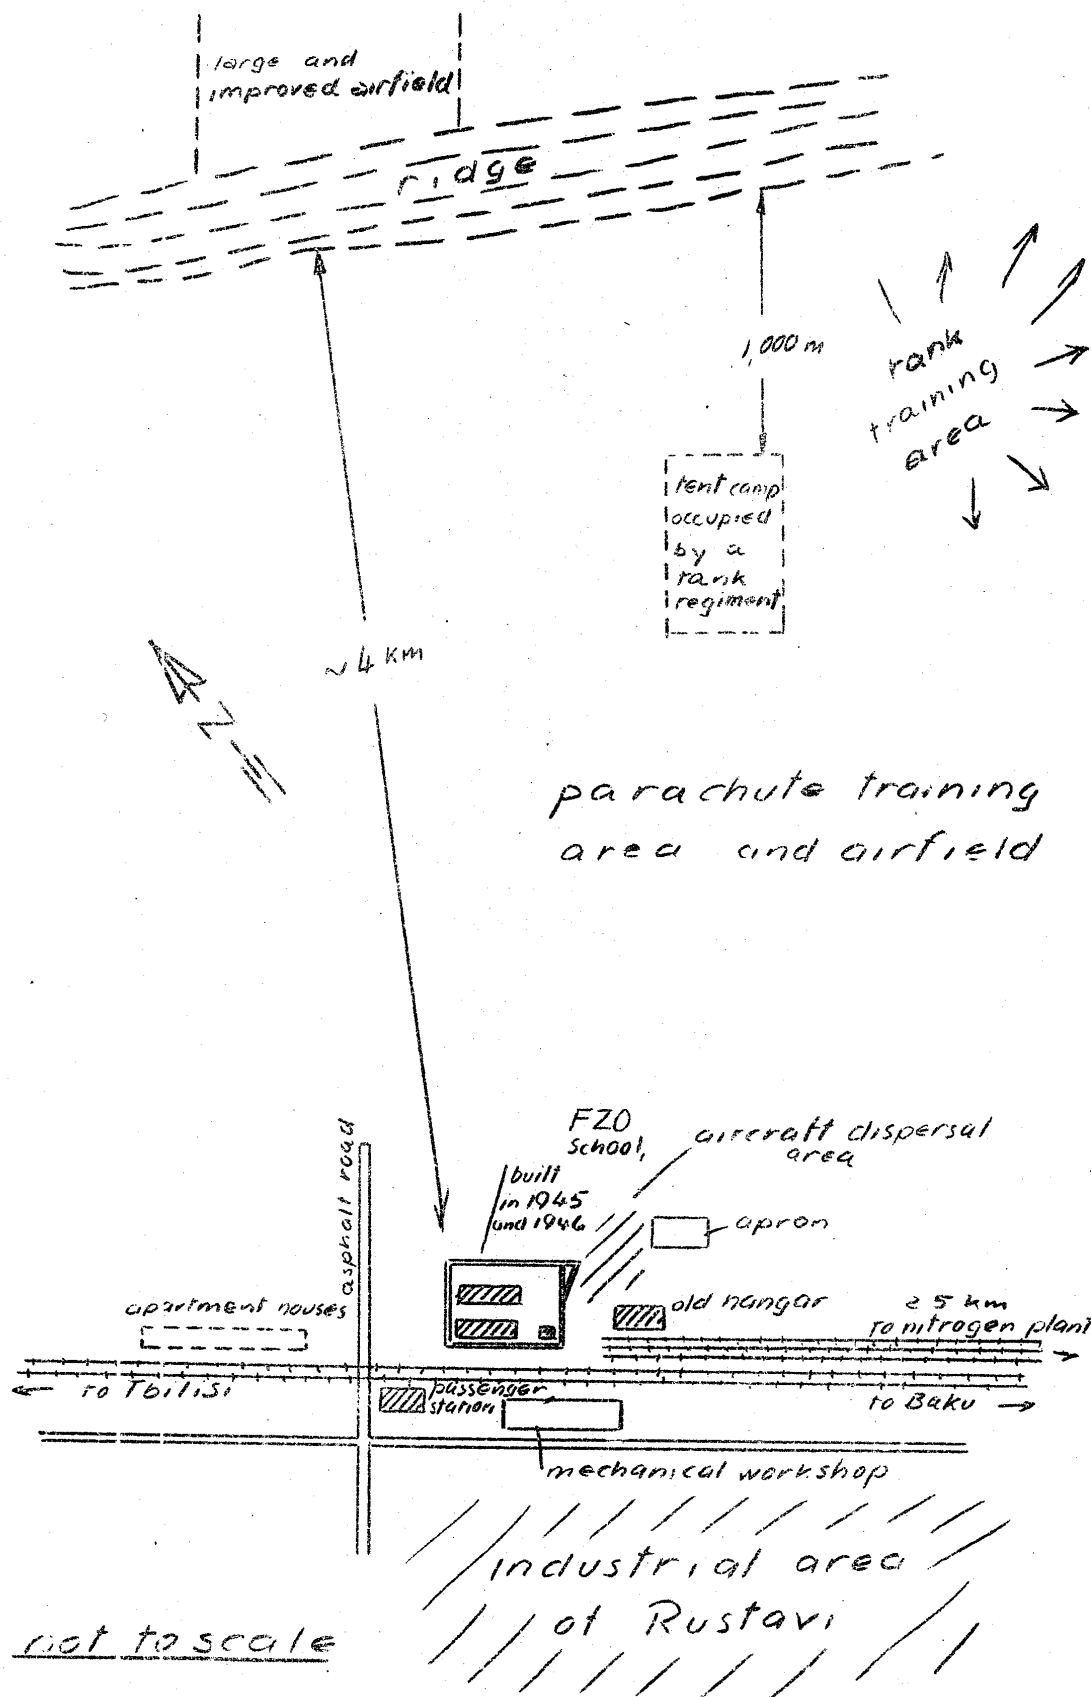 large and
improved airfield
ridge
1,000 m
tank
training
area
tent camp
occupied
by a
tank
regiment
~ 4 km
N
parachute training
area and airfield
FZO
School,
built
in 1945
and 1946
aircraft dispersal
area
apron
asphalt road
apartment houses
old hangar
≥ 5 km
to nitrogen plant
to Tbilisi
passenger
station
to Baku
mechanical workshop
industrial area
of Rustavi
not to scale